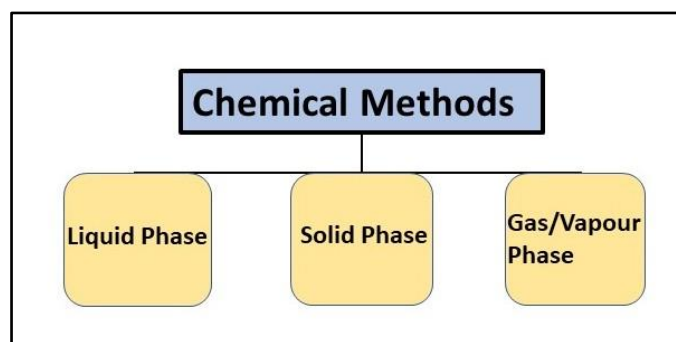 Chemical Methods
Liquid Phase
Solid Phase
Gas/Vapour
Phase